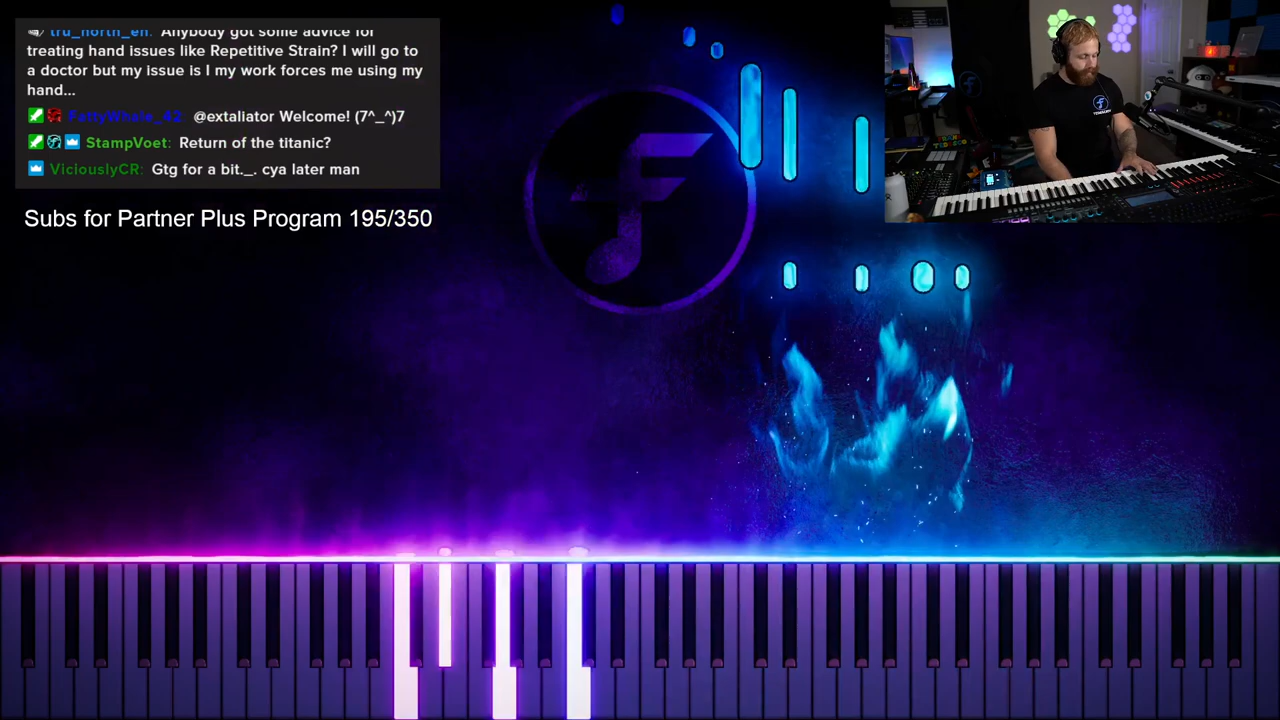 tru_north_en: Anybody got some advice for
treating hand issues like Repetitive Strain? I will go to
a doctor but my issue is I my work forces me using my
hand...
FattyWhale_42 @extaliator Welcome! (7^_^)7
StampVoet: Return of the titanic?
ViciouslyCR: Gtg for a bit._. cya later man
Subs for Partner Plus Program 195/350